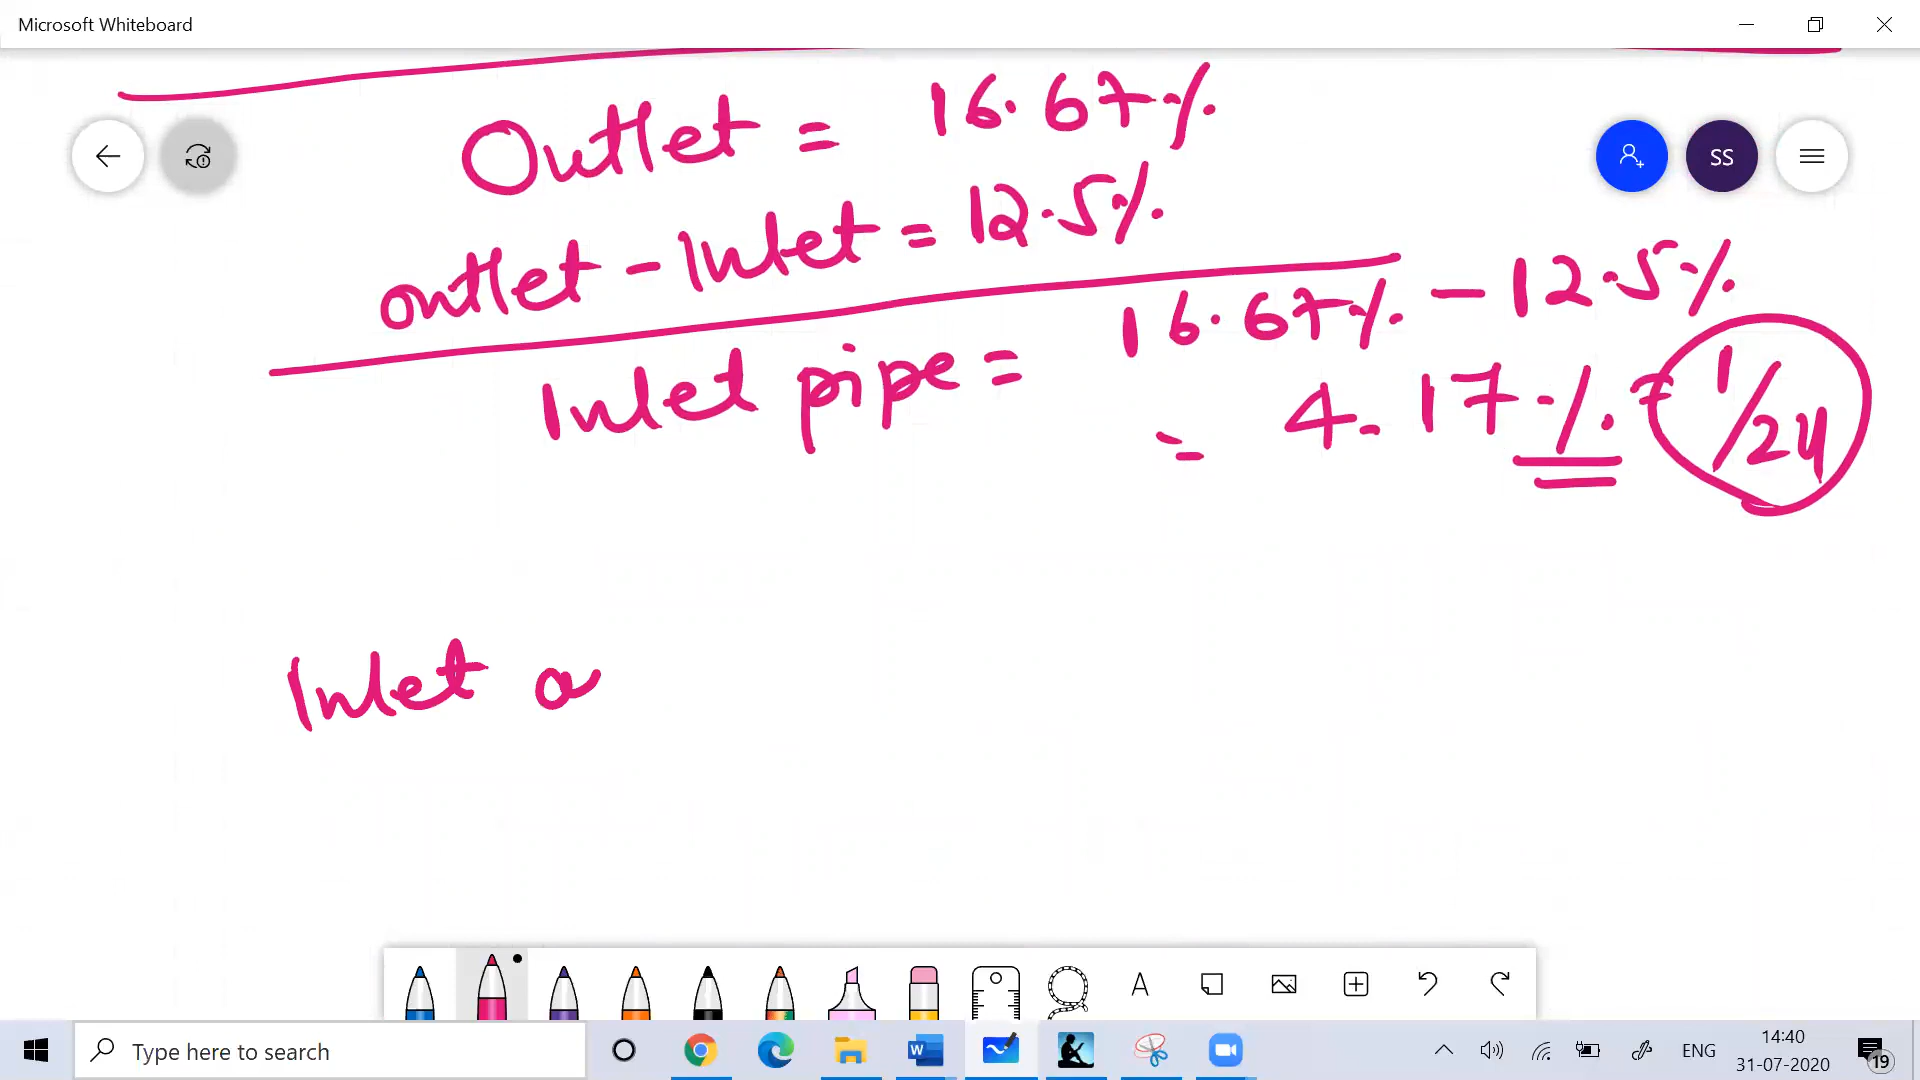 Microsoft Whiteboard
Outlet = 16.67%
outlet - Inlet = 12.5%
Inlet pipe = 16.67% - 12.5%
= 4.17% = 1/24
SS
Inlet a
A
Type here to search
ENG
14:40
31-07-2020
19